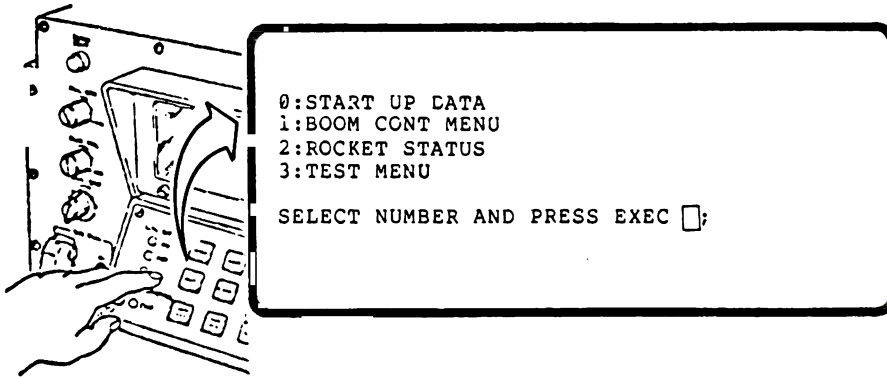 0:START UP DATA
1:BOOM CONT MENU
2:ROCKET STATUS
3:TEST MENU
SELECT NUMBER AND PRESS EXEC ;